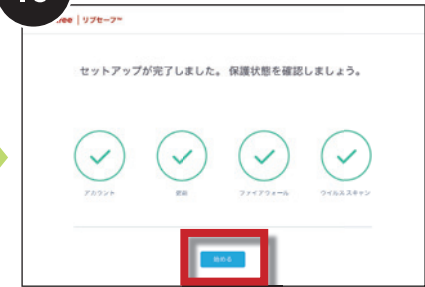 ree | リブセーフ™
セットアップが完了しました。保護状態を確認しましょう。
アカウント 更新 ファイアウォール ウイルススキャン
始める